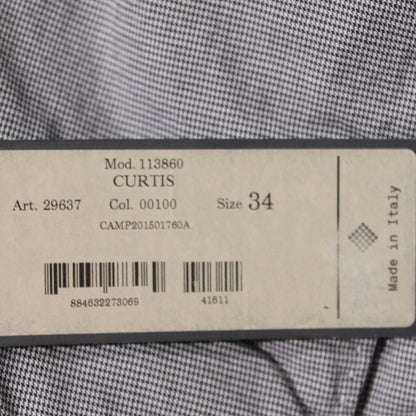 Mod. 113860
CURTIS
Art. 29637 Col. 00100 Size 34
CAMP201501760A
884632273069 41611
Made in Italy